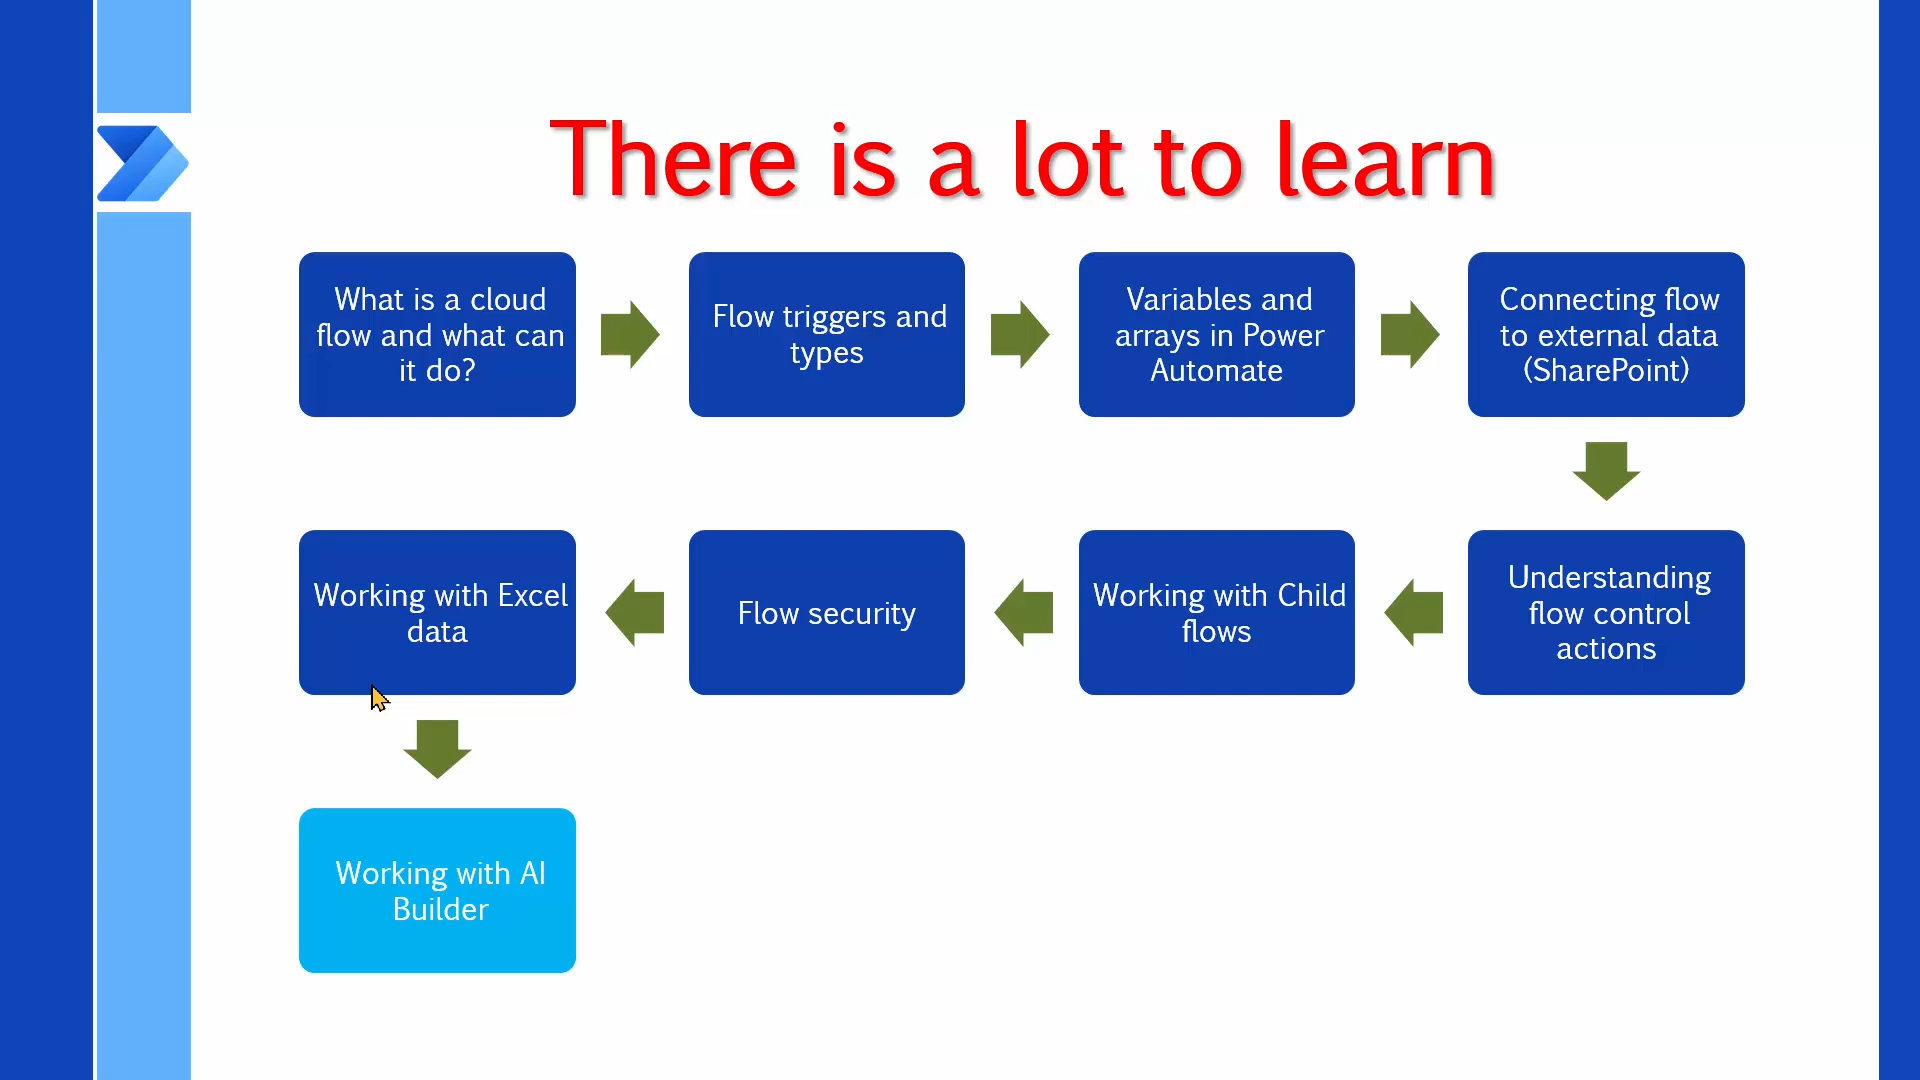 There is a lot to learn
What is a cloud
flow and what can
it do?
Flow triggers and
types
Variables and
arrays in Power
Automate
Connecting flow
to external data
(SharePoint)
Understanding
flow control
actions
Working with Child
flows
Flow security
Working with Excel
data
Working with AI
Builder